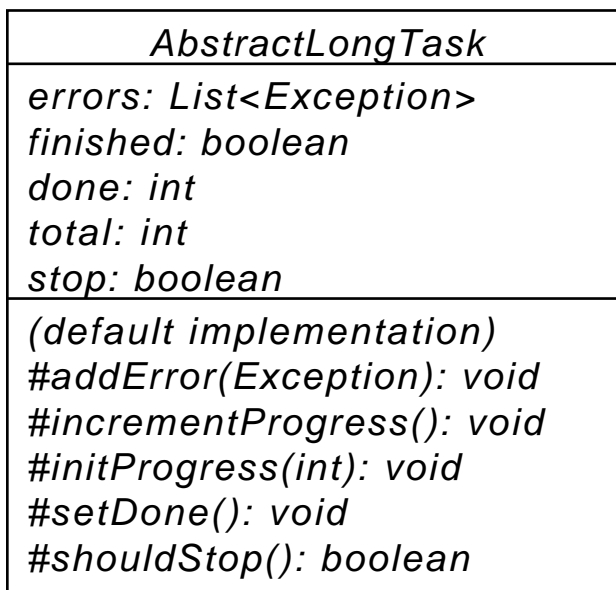 AbstractLongTask
errors: List<Exception>
finished: boolean
done: int
total: int
stop: boolean
(default implementation)
#addError(Exception): void
#incrementProgress(): void
#initProgress(int): void
#setDone(): void
#shouldStop(): boolean